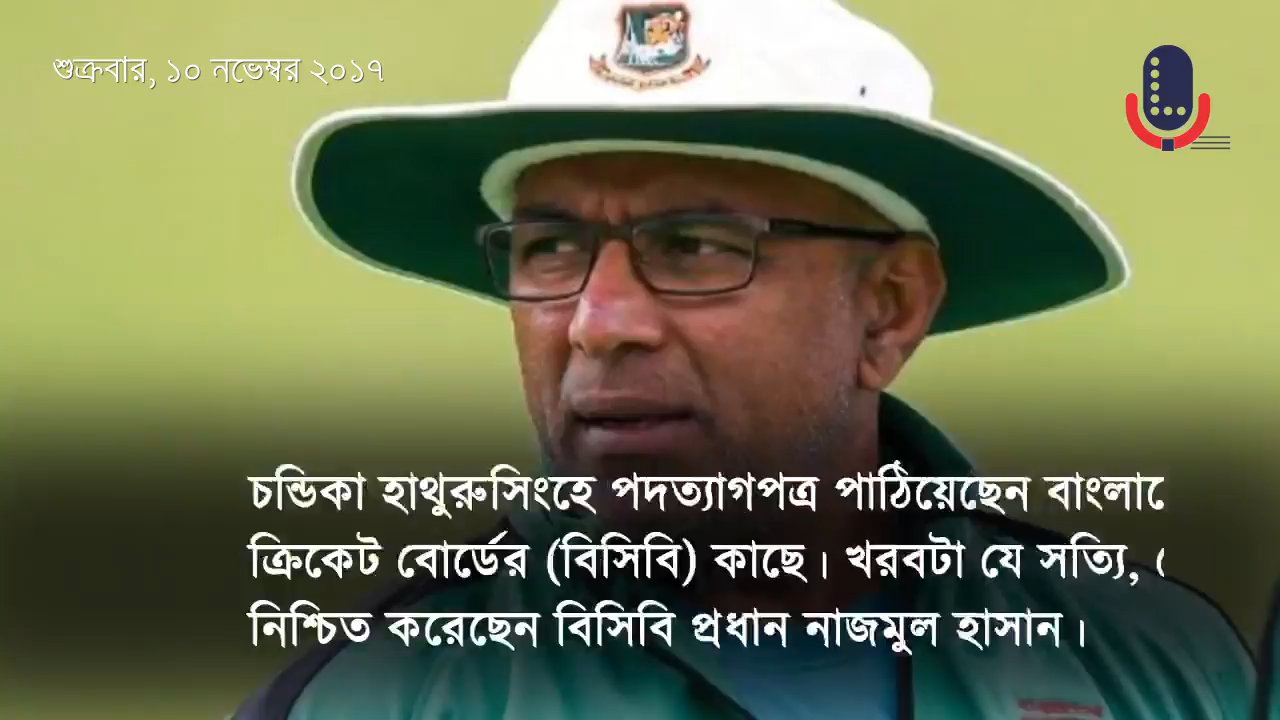 শুক্রবার, ১০ নভেম্বর ২০১৭
চন্ডিকা হাথুরুসিংহে পদত্যাগপত্র পাঠিয়েছেন
ক্রিকেট বোর্ডের (বিসিবি) কাছে। খরবটা যে সত্যি,
নিশ্চিত করেছেন বিসিবি প্রধান নাজমুল হাসান।